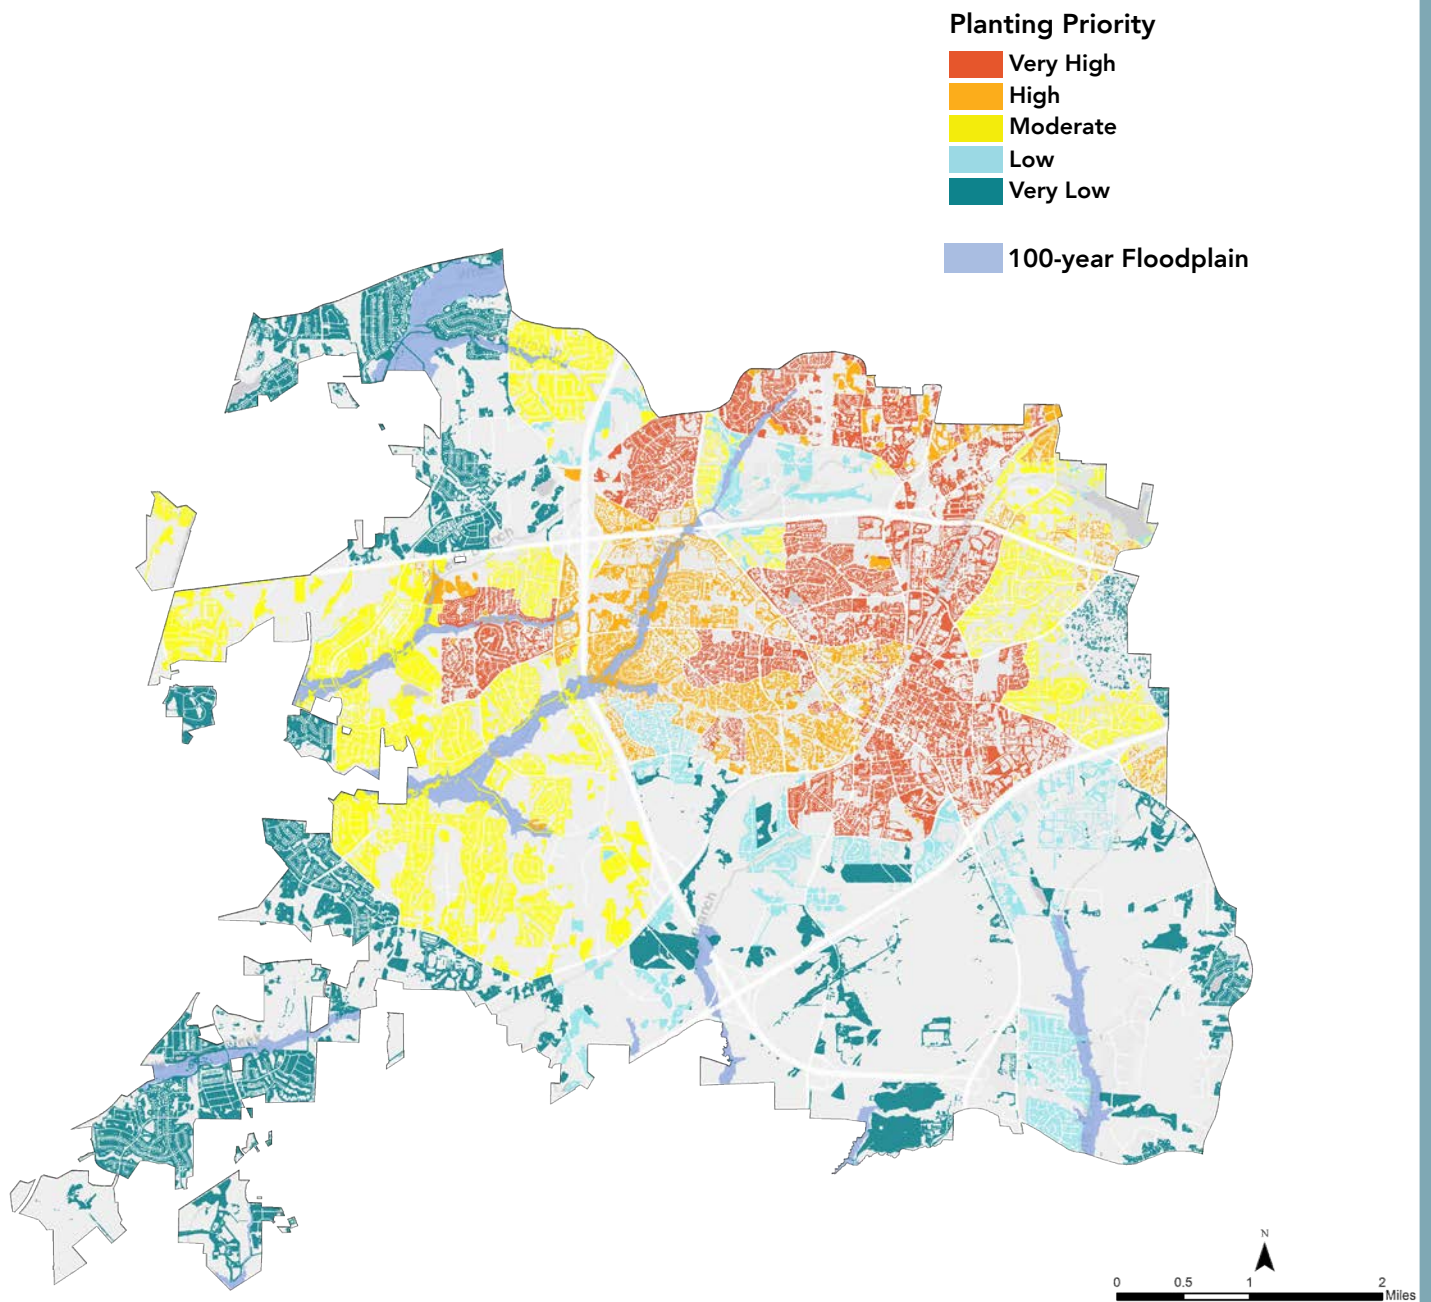 Planting Priority
Very High
High
Moderate
Low
Very Low
100-year Floodplain
N
0 0.5 1 2
Miles